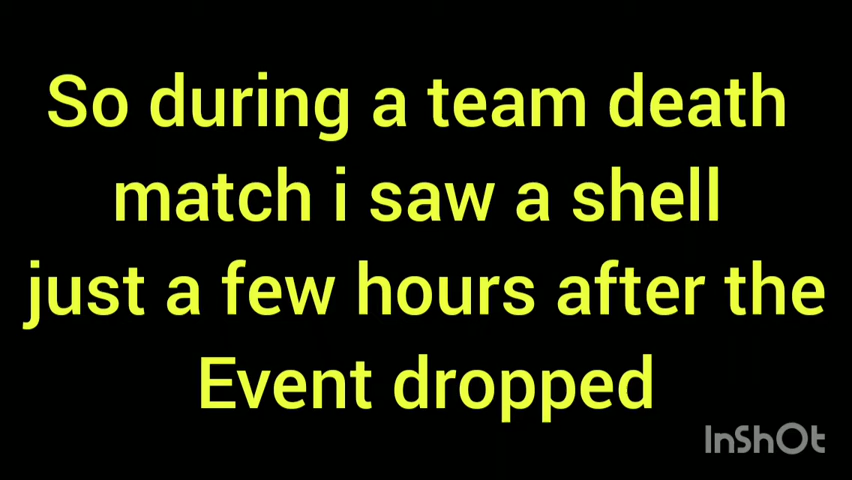 So during a team death
match i saw a shell
just a few hours after the
Event dropped
InShOt